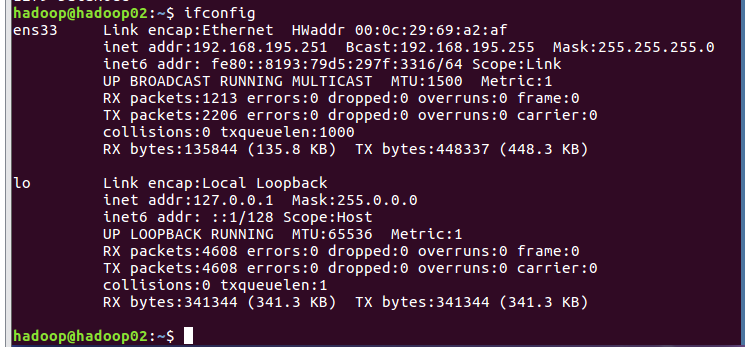 hadoop@hadoop02:~$ ifconfig
ens33     Link encap:Ethernet  HWaddr 00:0c:29:69:a2:af
          inet addr:192.168.195.251  Bcast:192.168.195.255  Mask:255.255.255.0
          inet6 addr: fe80::8193:79d5:297f:3316/64 Scope:Link
          UP BROADCAST RUNNING MULTICAST  MTU:1500  Metric:1
          RX packets:1213 errors:0 dropped:0 overruns:0 frame:0
          TX packets:2206 errors:0 dropped:0 overruns:0 carrier:0
          collisions:0 txqueuelen:1000
          RX bytes:135844 (135.8 KB)  TX bytes:448337 (448.3 KB)

lo        Link encap:Local Loopback
          inet addr:127.0.0.1  Mask:255.0.0.0
          inet6 addr: ::1/128 Scope:Host
          UP LOOPBACK RUNNING  MTU:65536  Metric:1
          RX packets:4608 errors:0 dropped:0 overruns:0 frame:0
          TX packets:4608 errors:0 dropped:0 overruns:0 carrier:0
          collisions:0 txqueuelen:1
          RX bytes:341344 (341.3 KB)  TX bytes:341344 (341.3 KB)

hadoop@hadoop02:~$